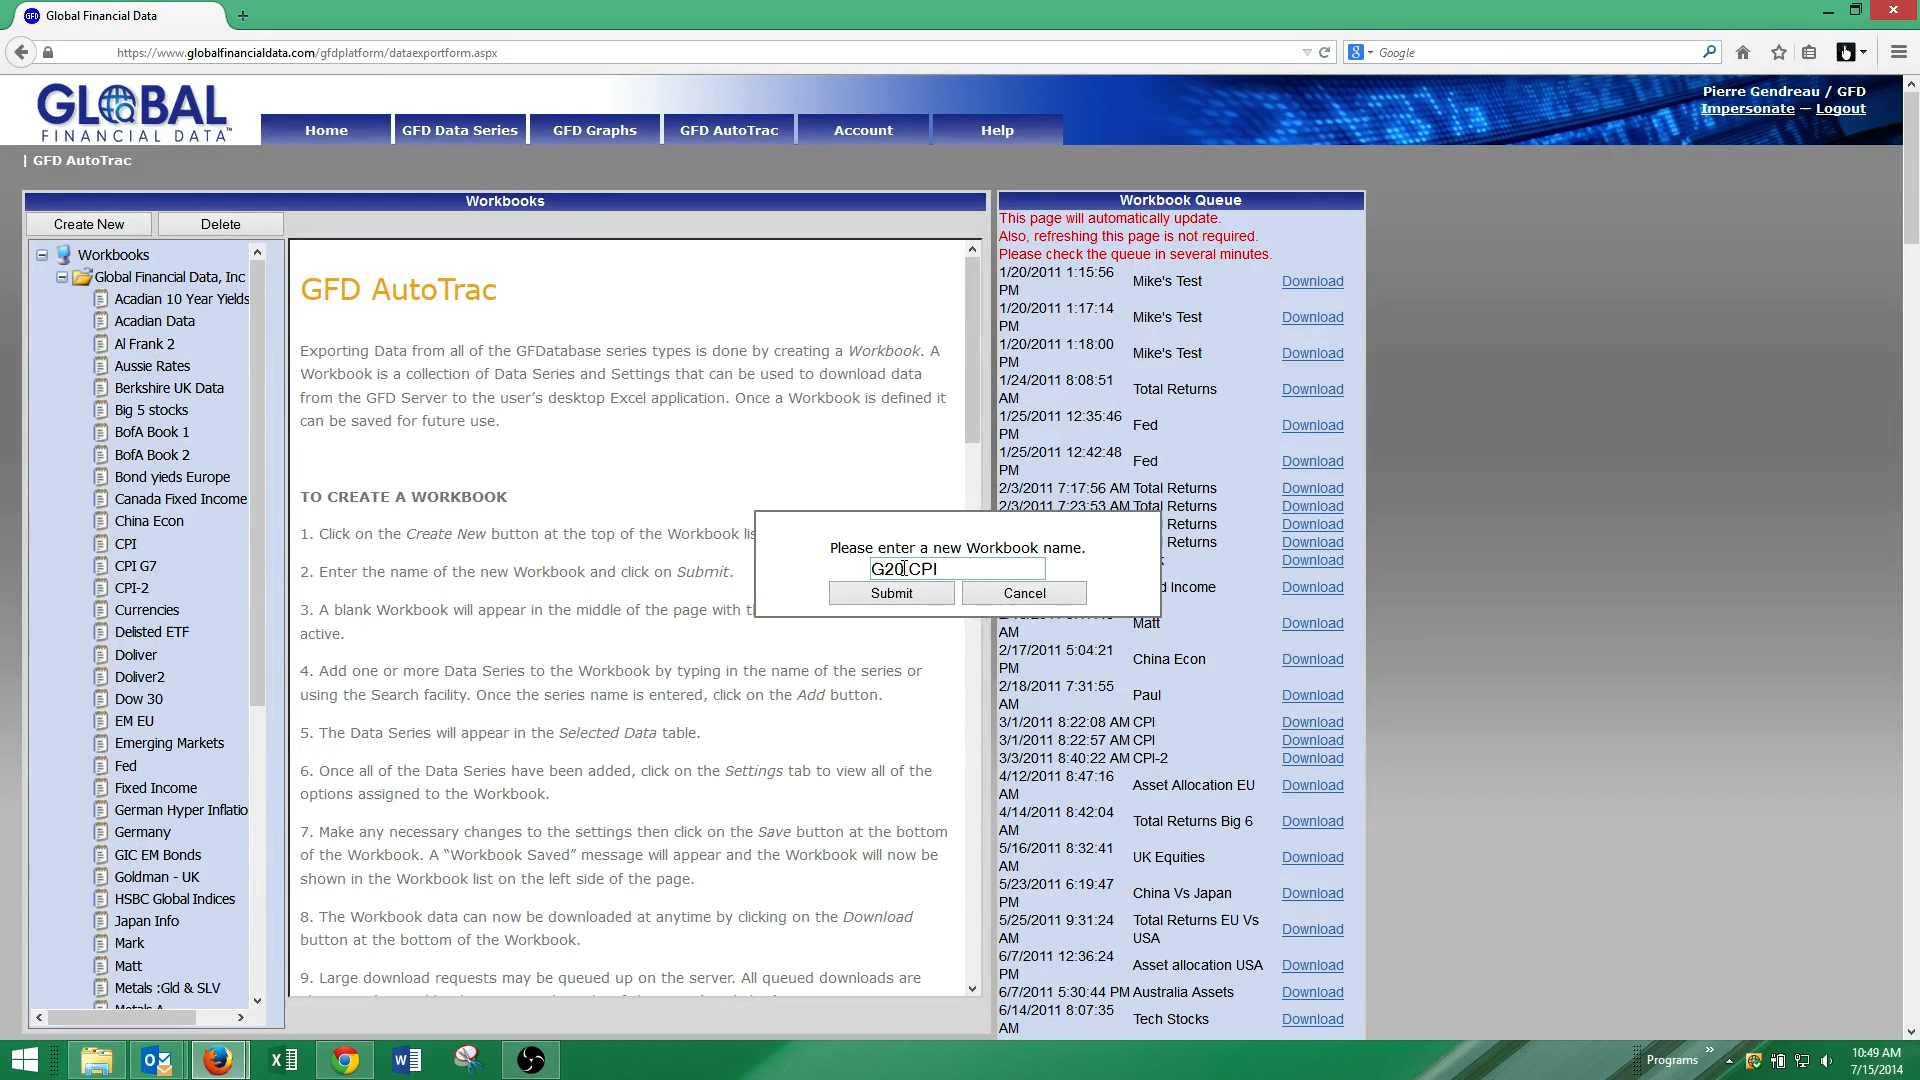 GFD Global Financial Data
https://www.globalfinancialdata.com/gfdplatform/dataexportform.aspx
Google
GLOBAL
FINANCIAL DATA
Home
GFD Data Series
GFD Graphs
GFD AutoTrac
Account
Help
Pierre Gendreau / GFD
Impersonate — Logout
| GFD AutoTrac
Workbooks
Create New
Delete
Workbooks
Global Financial Data, Inc
Acadian 10 Year Yields
Acadian Data
Al Frank 2
Aussie Rates
Berkshire UK Data
Big 5 stocks
BofA Book 1
BofA Book 2
Bond yieds Europe
Canada Fixed Income
China Econ
CPI
CPI G7
CPI-2
Currencies
Delisted ETF
Doliver
Doliver2
Dow 30
EM EU
Emerging Markets
Fed
Fixed Income
German Hyper Inflatio
Germany
GIC EM Bonds
Goldman - UK
HSBC Global Indices
Japan Info
Mark
Matt
Metals :Gld & SLV
GFD AutoTrac
Exporting Data from all of the GFDatabase series types is done by creating a Workbook. A
Workbook is a collection of Data Series and Settings that can be used to download data
from the GFD Server to the user’s desktop Excel application. Once a Workbook is defined it
can be saved for future use.
TO CREATE A WORKBOOK
1. Click on the Create New button at the top of the Workbook lis
2. Enter the name of the new Workbook and click on Submit.
3. A blank Workbook will appear in the middle of the page with th
active.
4. Add one or more Data Series to the Workbook by typing in the name of the series or
using the Search facility. Once the series name is entered, click on the Add button.
5. The Data Series will appear in the Selected Data table.
6. Once all of the Data Series have been added, click on the Settings tab to view all of the
options assigned to the Workbook.
7. Make any necessary changes to the settings then click on the Save button at the bottom
of the Workbook. A “Workbook Saved” message will appear and the Workbook will now be
shown in the Workbook list on the left side of the page.
8. The Workbook data can now be downloaded at anytime by clicking on the Download
button at the bottom of the Workbook.
9. Large download requests may be queued up on the server. All queued downloads are
Please enter a new Workbook name.
G20 CPI
Submit
Cancel
Workbook Queue
This page will automatically update.
Also, refreshing this page is not required.
Please check the queue in several minutes.
1/20/2011 1:15:56
PM
Mike's Test
Download
1/20/2011 1:17:14
PM
Mike's Test
Download
1/20/2011 1:18:00
PM
Mike's Test
Download
1/24/2011 8:08:51
AM
Total Returns
Download
1/25/2011 12:35:46
PM
Fed
Download
1/25/2011 12:42:48
PM
Fed
Download
2/3/2011 7:17:56 AM Total Returns Download
2/3/2011 7:23:53 AM Total Returns Download
Returns Download
Returns Download
Download
d Income Download
AM
Matt
Download
2/17/2011 5:04:21
PM
China Econ
Download
2/18/2011 7:31:55
AM
Paul
Download
3/1/2011 8:22:08 AM CPI Download
3/1/2011 8:22:57 AM CPI Download
3/3/2011 8:40:22 AM CPI-2 Download
4/12/2011 8:47:16
AM
Asset Allocation EU
Download
4/14/2011 8:42:04
AM
Total Returns Big 6
Download
5/16/2011 8:32:41
AM
UK Equities
Download
5/23/2011 6:19:47
PM
China Vs Japan
Download
5/25/2011 9:31:24
AM
Total Returns EU Vs
USA
Download
6/7/2011 12:36:24
PM
Asset allocation USA
Download
6/7/2011 5:30:44 PM Australia Assets Download
6/14/2011 8:07:35
AM
Tech Stocks
Download
Programs
10:49 AM
7/15/2014